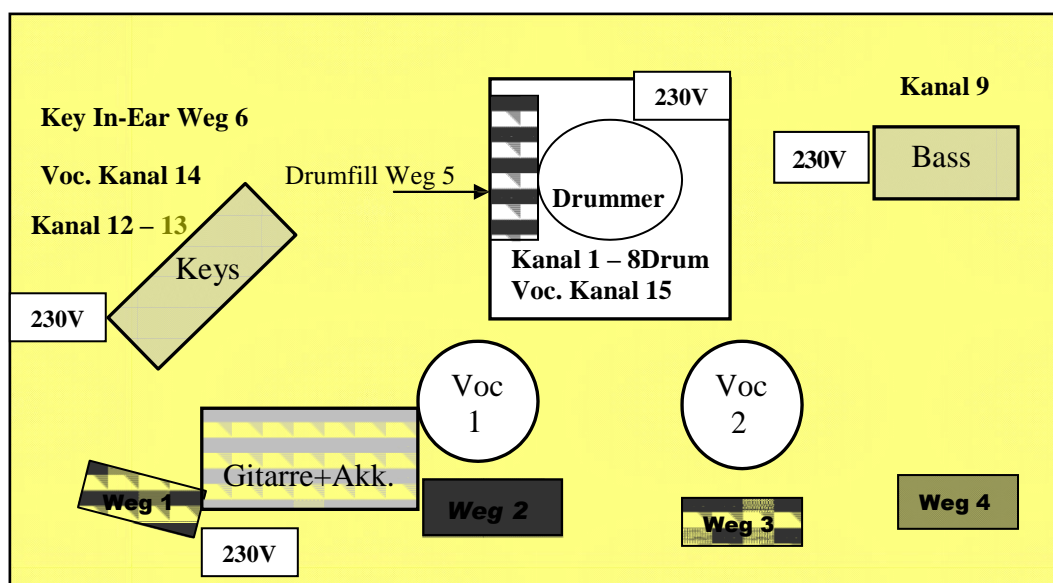 230V
Kanal 9
Key In-Ear Weg 6
230V
Bass
Voc. Kanal 14
Drumfill Weg 5
Drummer
Kanal 12 – 13
Kanal 1 – 8Drum
Keys
Voc. Kanal 15
230V
Voc
1
Voc
2
Gitarre+Akk.
Weg 1
Weg 2
Weg 3
Weg 4
230V